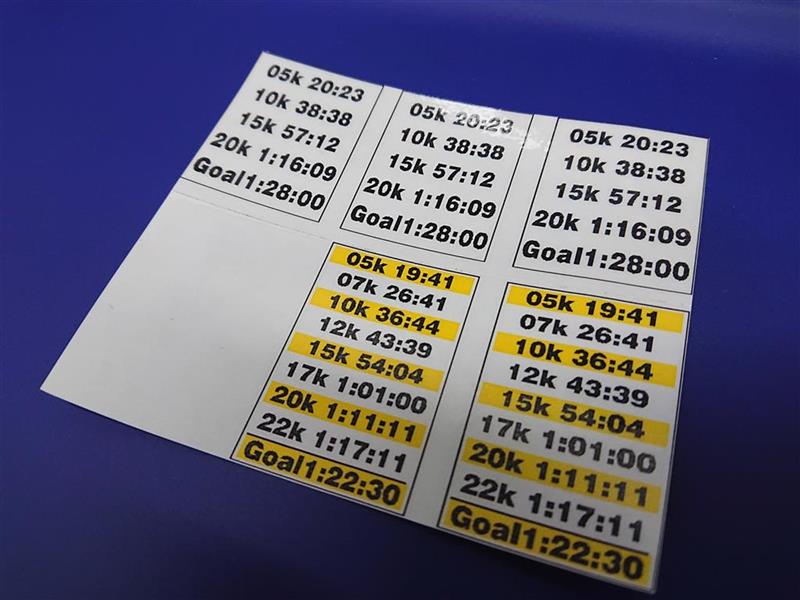 05k 20:23
10k 38:38
15k 57:12
20k 1:16:09
Goal1:28:00
05k 20:23
10k 38:38
15k 57:12
20k 1:16:09
Goal1:28:00
05k 20:23
10k 38:38
15k 57:12
20k 1:16:09
Goal1:28:00
05k 19:41
07k 26:41
10k 36:44
12k 43:39
15k 54:04
17k 1:01:00
20k 1:11:11
22k 1:17:11
Goal1:22:30
05k 19:41
07k 26:41
10k 36:44
12k 43:39
15k 54:04
17k 1:01:00
20k 1:11:11
22k 1:17:11
Goal1:22:30